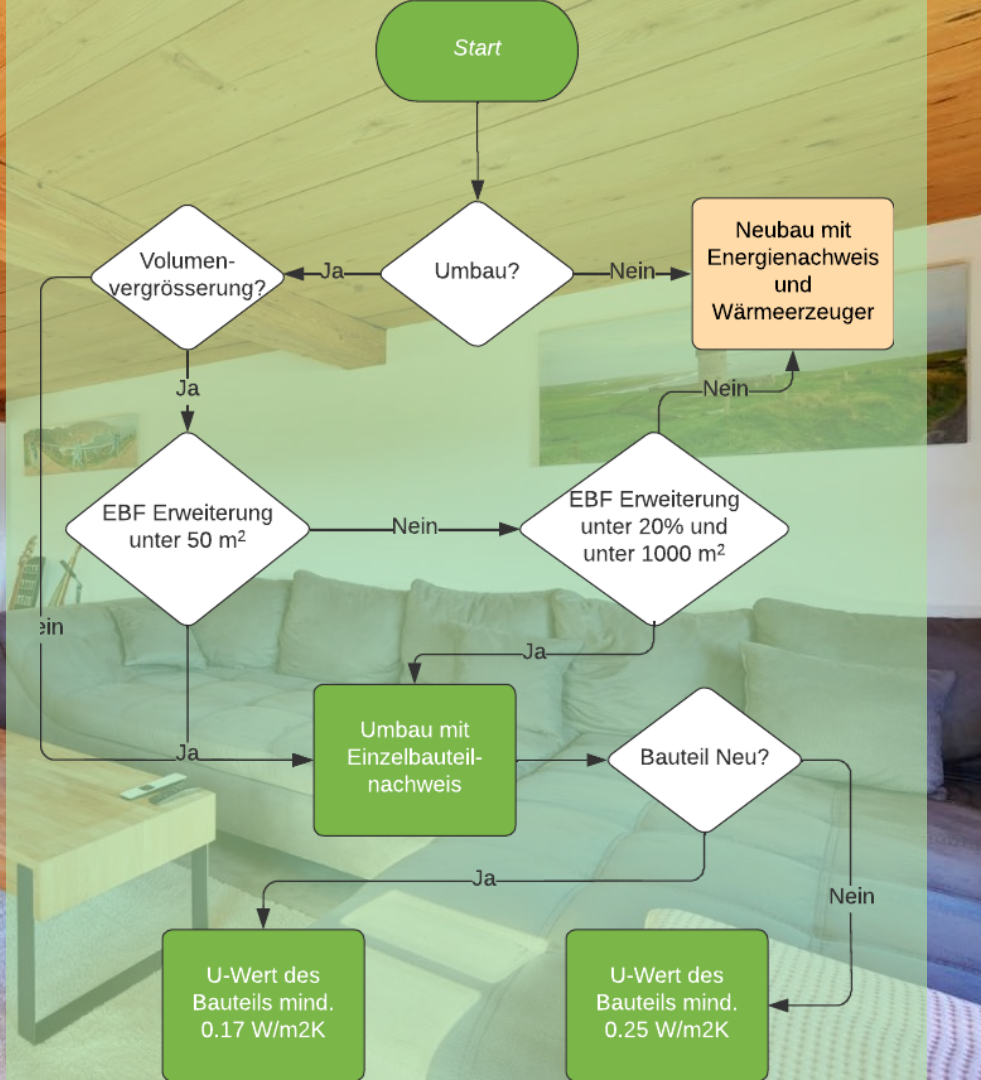 Start
Volumen-
vergrösserung?
Ja
Umbau?
Nein
Neubau mit
Energienachweis
und
Wärmeerzeuger
Ja
Nein
EBF Erweiterung
unter 50 m²
Nein
EBF Erweiterung
unter 20% und
unter 1000 m²
ein
Ja
Ja
Umbau mit
Einzelbauteil-
nachweis
Bauteil Neu?
Ja
Nein
U-Wert des
Bauteils mind.
0.17 W/m2K
U-Wert des
Bauteils mind.
0.25 W/m2K